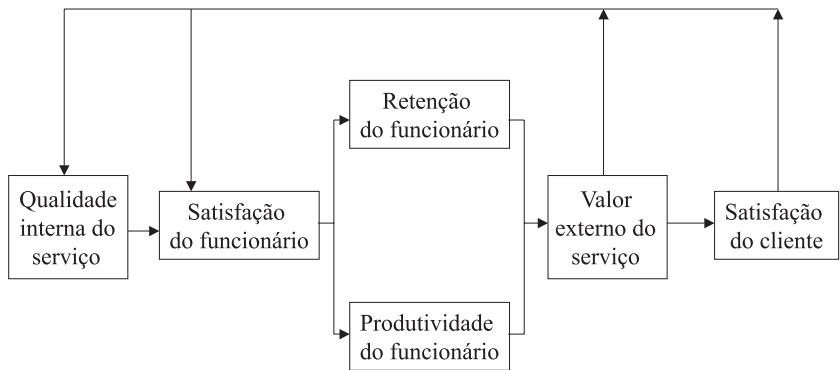 Retenção
do funcionário
Qualidade
interna do
serviço
Satisfação
do funcionário
Valor
externo do
serviço
Satisfação
do cliente
Produtividade
do funcionário